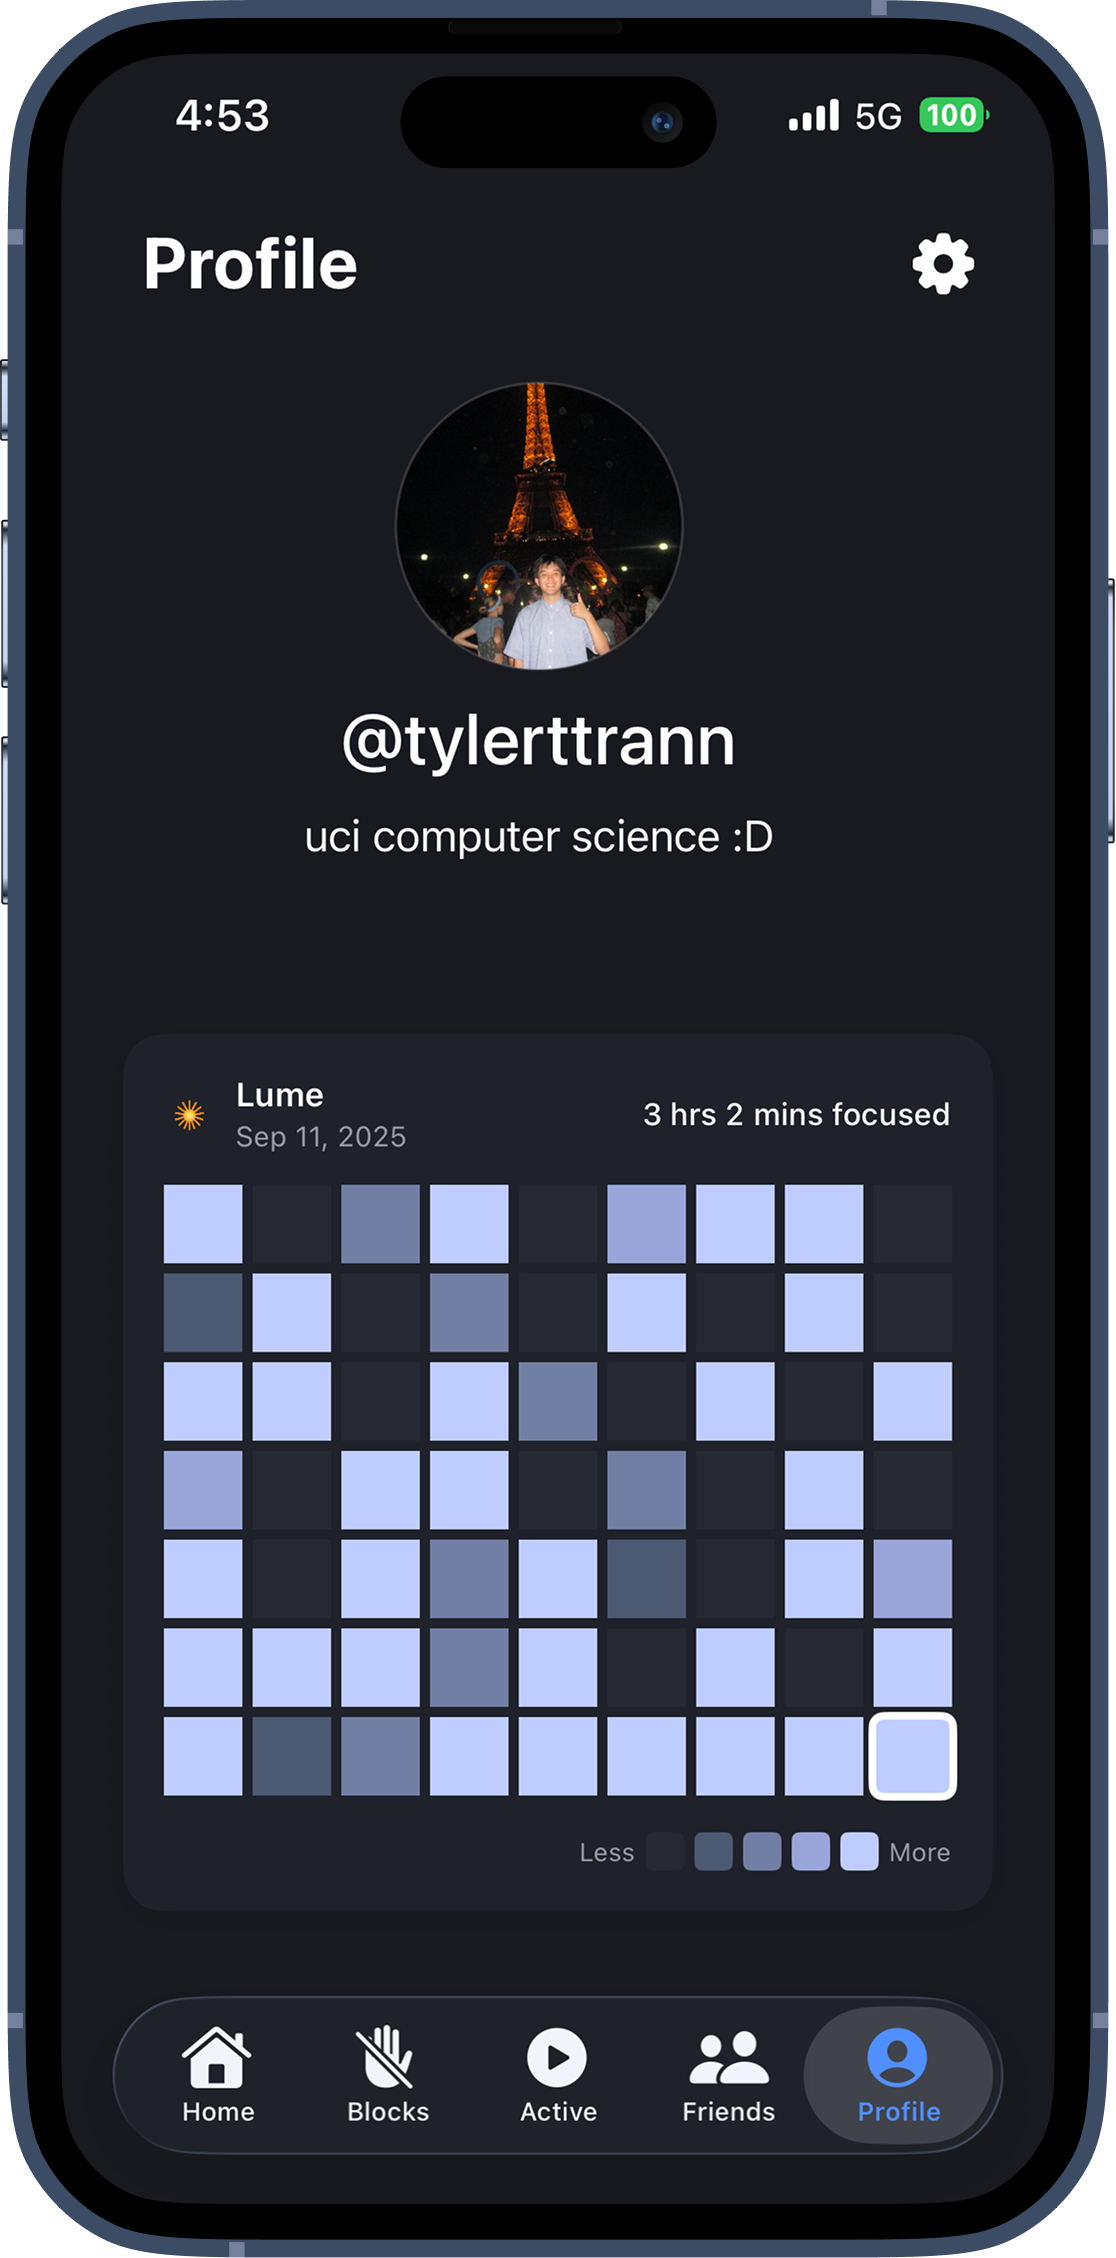 4:53
5G 100
Profile
@tylerttrann
uci computer science :D
Lume
Sep 11, 2025
3 hrs 2 mins focused
Less
More
Home
Blocks
Active
Friends
Profile